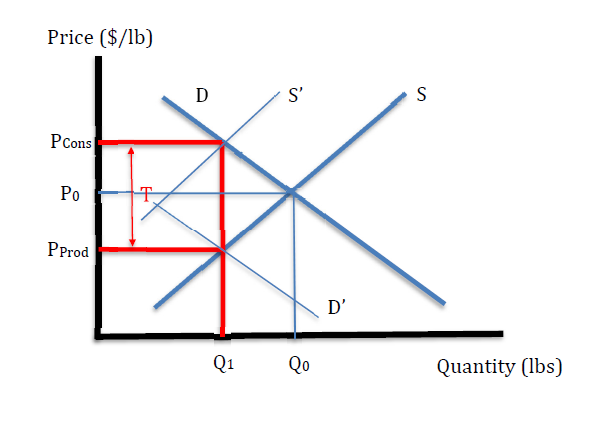 Price ($/lb)
D
S’
S
PCons
P0
T
PProd
D’
Q1
Q0
Quantity (lbs)